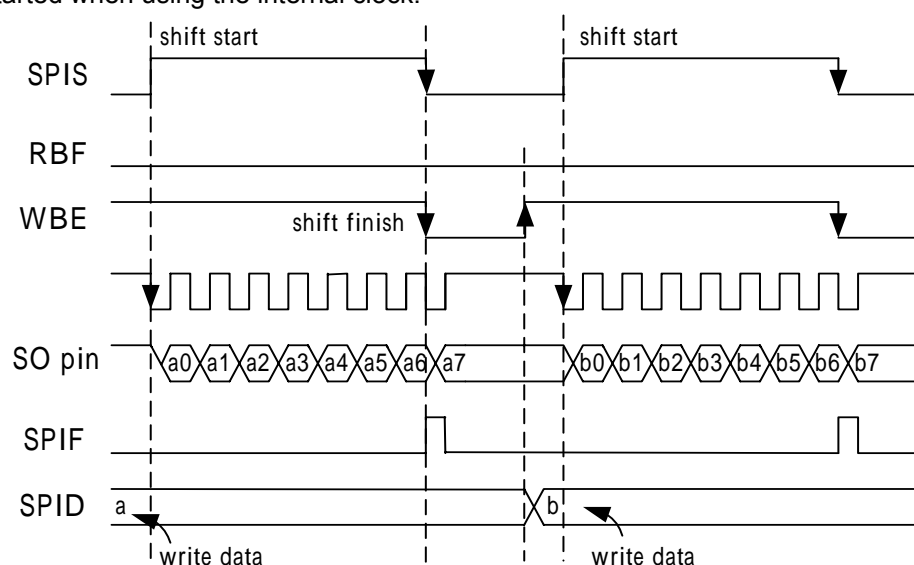 started when using the internal clock.
shift start shift start
SPIS
RBF
WBE
shift finish
SO pin a0 a1 a2 a3 a4 a5 a6 a7 b0 b1 b2 b3 b4 b5 b6 b7
SPIF
SPID a b
write data write data